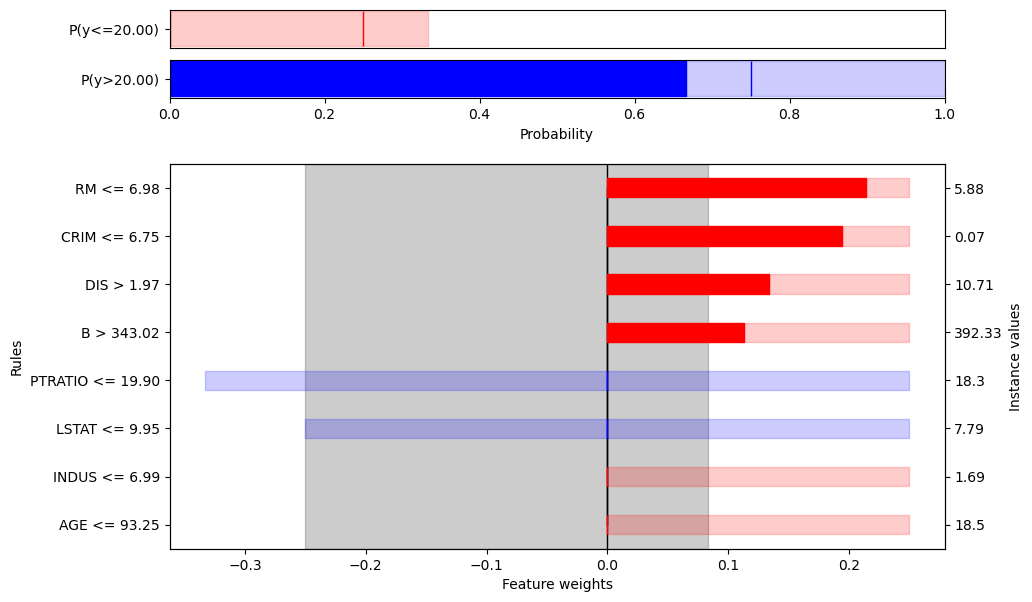 P(y<=20.00)
P(y>20.00)
0.0 0.2 0.4 0.6 0.8 1.0
Probability
RM <= 6.98 5.88
CRIM <= 6.75 0.07
DIS > 1.97 10.71
B > 343.02 392.33
PTRATIO <= 19.90 18.3
LSTAT <= 9.95 7.79
INDUS <= 6.99 1.69
AGE <= 93.25 18.5
Rules
Instance values
−0.3 −0.2 −0.1 0.0 0.1 0.2
Feature weights